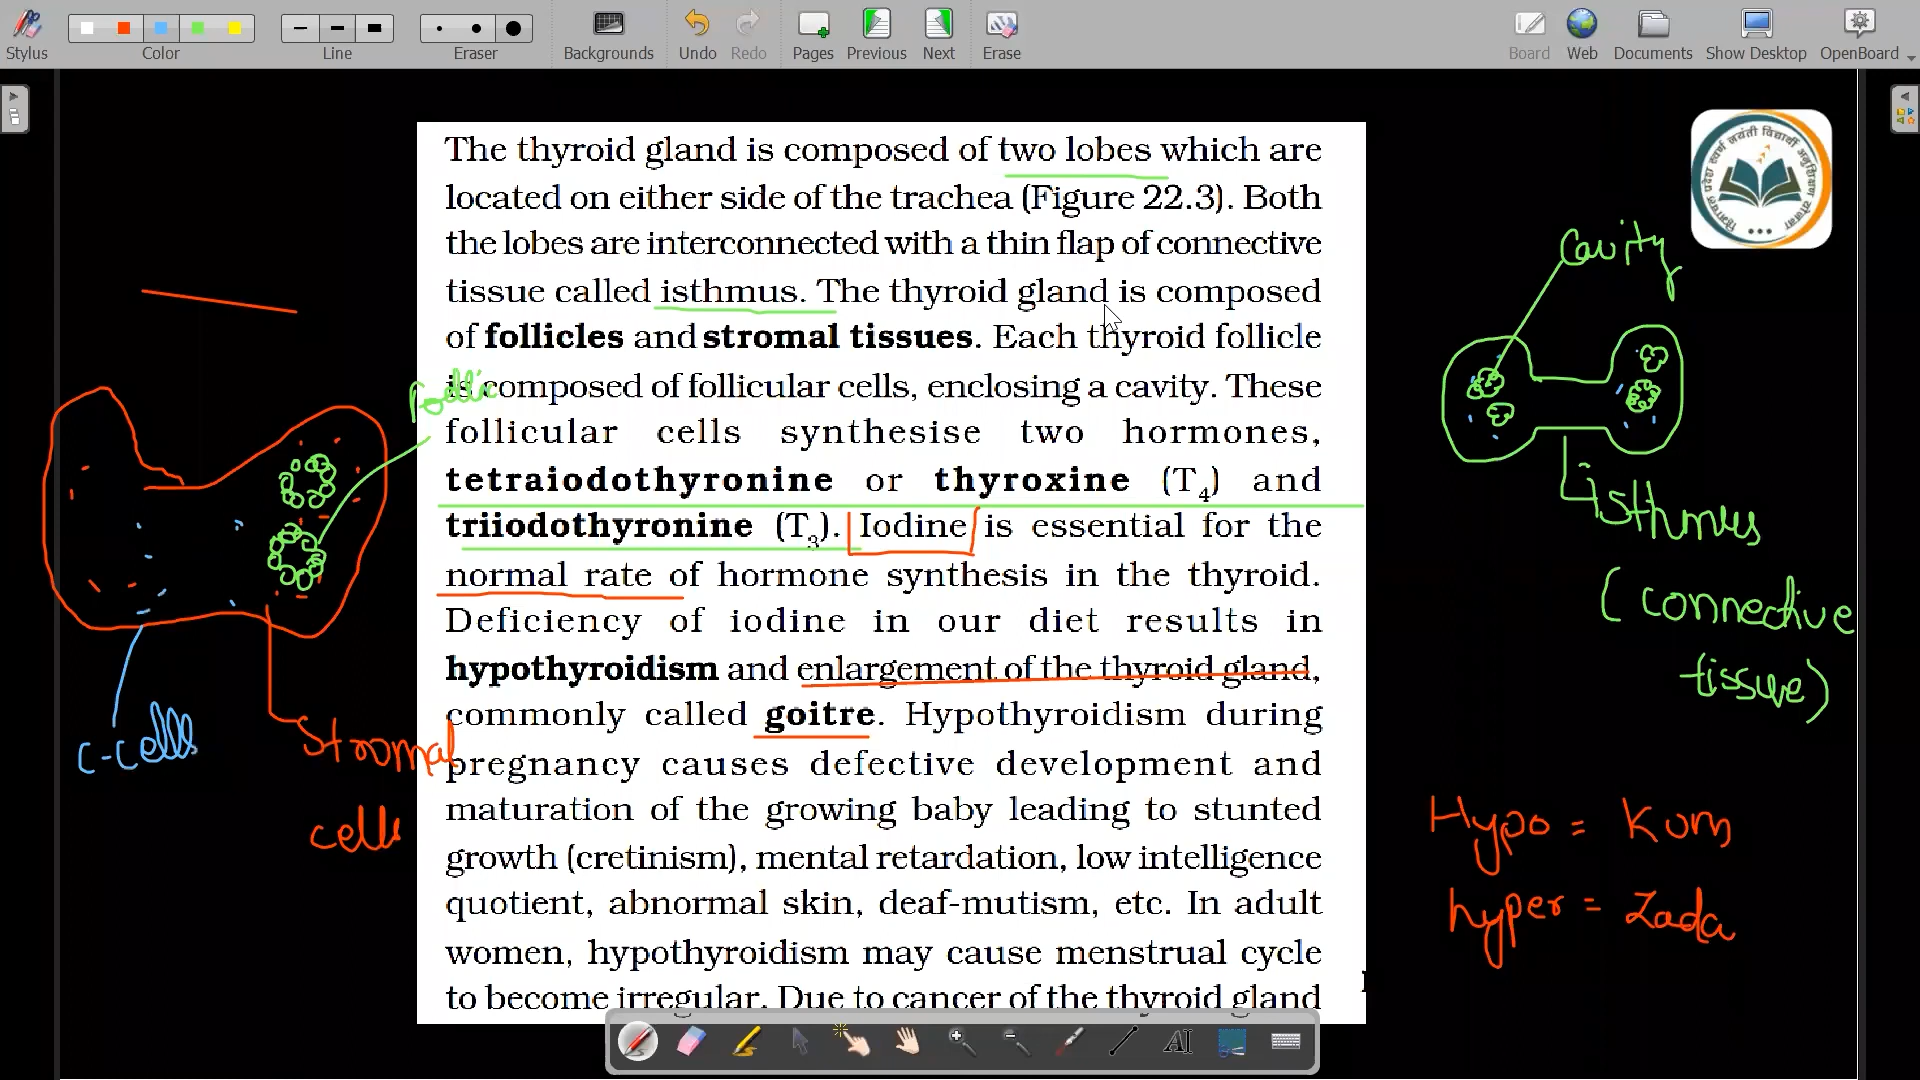 Stylus
Color
Line
Eraser
Backgrounds
Undo
Redo
Pages
Previous
Next
Erase
Board
Web
Documents
Show Desktop
OpenBoard
The thyroid gland is composed of two lobes which are
located on either side of the trachea (Figure 22.3). Both
the lobes are interconnected with a thin flap of connective
tissue called isthmus. The thyroid gland is composed
of follicles and stromal tissues. Each thyroid follicle
is composed of follicular cells, enclosing a cavity. These
follicular cells synthesise two hormones,
tetraiodothyronine or thyroxine (T4) and
triiodothyronine (T3). Iodine is essential for the
normal rate of hormone synthesis in the thyroid.
Deficiency of iodine in our diet results in
hypothyroidism and enlargement of the thyroid gland,
commonly called goitre. Hypothyroidism during
pregnancy causes defective development and
maturation of the growing baby leading to stunted
growth (cretinism), mental retardation, low intelligence
quotient, abnormal skin, deaf-mutism, etc. In adult
women, hypothyroidism may cause menstrual cycle
to become irregular. Due to cancer of the thyroid gland
c-cells
Stromal
cells
Cavity
isthmus
(connective
tissue)
Hypo = Kum
hyper = Zada
AI